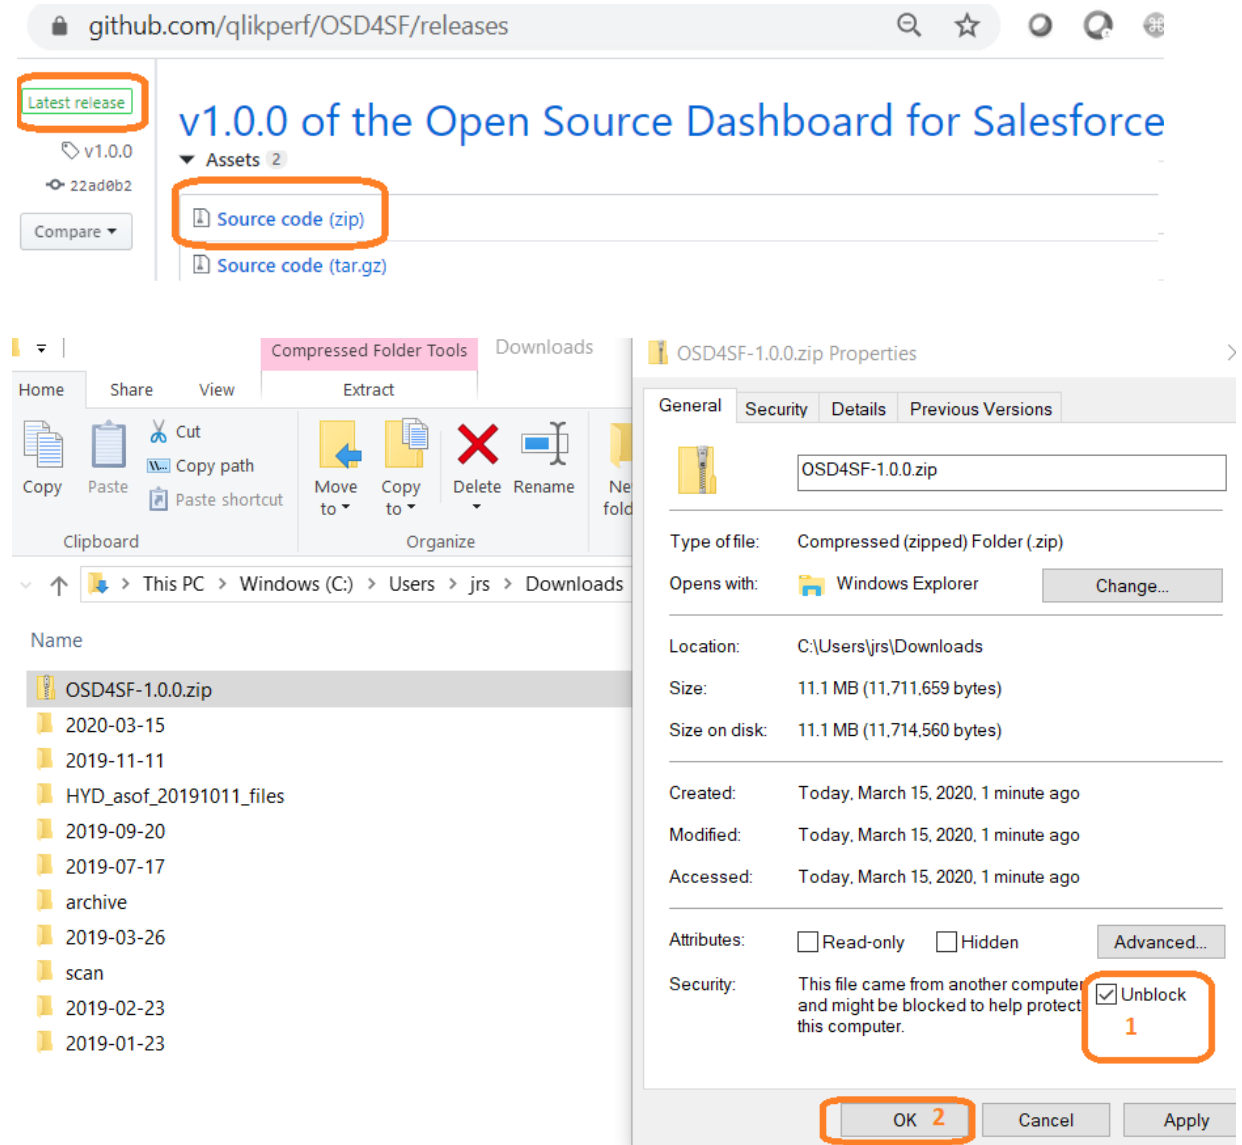 github.com/qlikperf/OSD4SF/releases
Latest release
v1.0.0 of the Open Source Dashboard for Salesforce
v1.0.0
Assets 2
22ad0b2
Compare
Source code (zip)
Source code (tar.gz)
Compressed Folder Tools
Downloads
Home
Share
View
Extract
Copy
Paste
Cut
W... Copy path
Paste shortcut
Move to
Copy to
Delete
Rename
Clipboard
Organize
> This PC > Windows (C:) > Users > jrs > Downloads
Name
OSD4SF-1.0.0.zip
2020-03-15
2019-11-11
HYD_asof_20191011_files
2019-09-20
2019-07-17
archive
2019-03-26
scan
2019-02-23
2019-01-23
OSD4SF-1.0.0.zip Properties
General
Security
Details
Previous Versions
OSD4SF-1.0.0.zip
Type of file: Compressed (zipped) Folder (.zip)
Opens with: Windows Explorer
Change...
Location: C:\Users\jrs\Downloads
Size: 11.1 MB (11,711,659 bytes)
Size on disk: 11.1 MB (11,714,560 bytes)
Created: Today, March 15, 2020, 1 minute ago
Modified: Today, March 15, 2020, 1 minute ago
Accessed: Today, March 15, 2020, 1 minute ago
Attributes: Read-only Hidden Advanced...
Security: This file came from another computer
and might be blocked to help protect
this computer.
Unblock
1
OK 2
Cancel
Apply